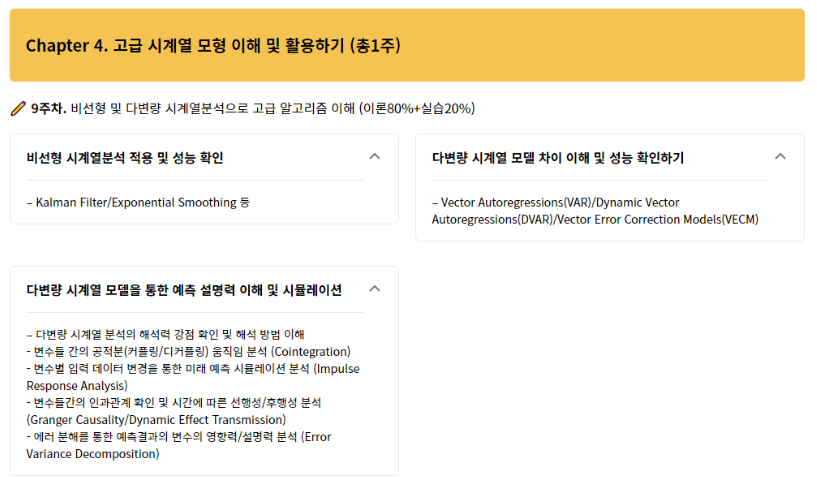 Chapter 4. 고급 시계열 모형 이해 및 활용하기 (총1주)
9주차. 비선형 및 다변량 시계열분석으로 고급 알고리즘 이해 (이론80%+실습20%)
비선형 시계열분석 적용 및 성능 확인
– Kalman Filter/Exponential Smoothing 등
다변량 시계열 모델 차이 이해 및 성능 확인하기
– Vector Autoregressions(VAR)/Dynamic Vector
Autoregressions(DVAR)/Vector Error Correction Models(VECM)
다변량 시계열 모델을 통한 예측 설명력 이해 및 시뮬레이션
– 다변량 시계열 분석의 해석력 강점 확인 및 해석 방법 이해
- 변수들 간의 공적분(커플링/디커플링) 움직임 분석 (Cointegration)
- 변수별 입력 데이터 변경을 통한 미래 예측 시뮬레이션 분석 (Impulse
Response Analysis)
- 변수들간의 인과관계 확인 및 시간에 따른 선행성/후행성 분석
(Granger Causality/Dynamic Effect Transmission)
- 에러 분해를 통한 예측결과의 변수의 영향력/설명력 분석 (Error
Variance Decomposition)